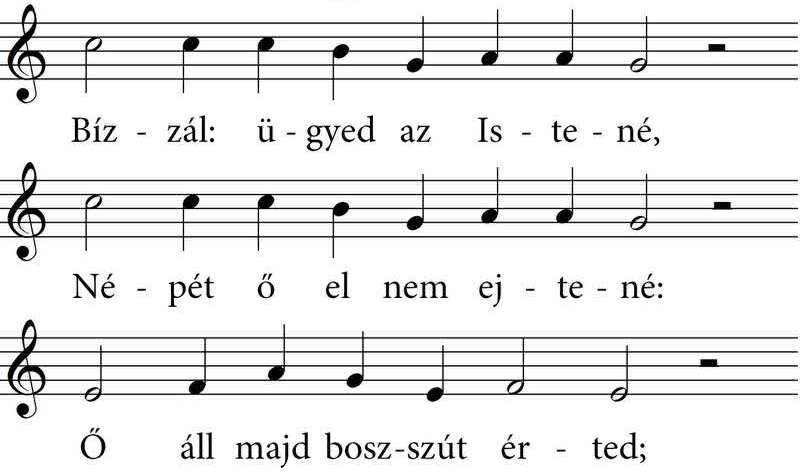 Bíz - zál: ü - gyed az Is - te - né,
Né - pét ő el nem ej - te - né:
Ő áll majd bosz-szút ér - ted;